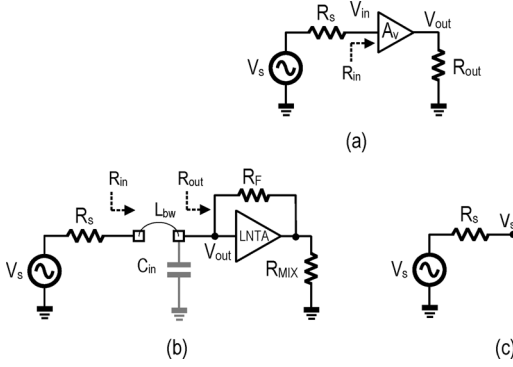 Rs
Vin
Av
Vout
Vs
Rin
Rout
(a)
Rin
Rout
RF
Rs
Lbw
LNTA
Vout
Vs
Cin
RMIX
(b)
Rs
Vs
(c)